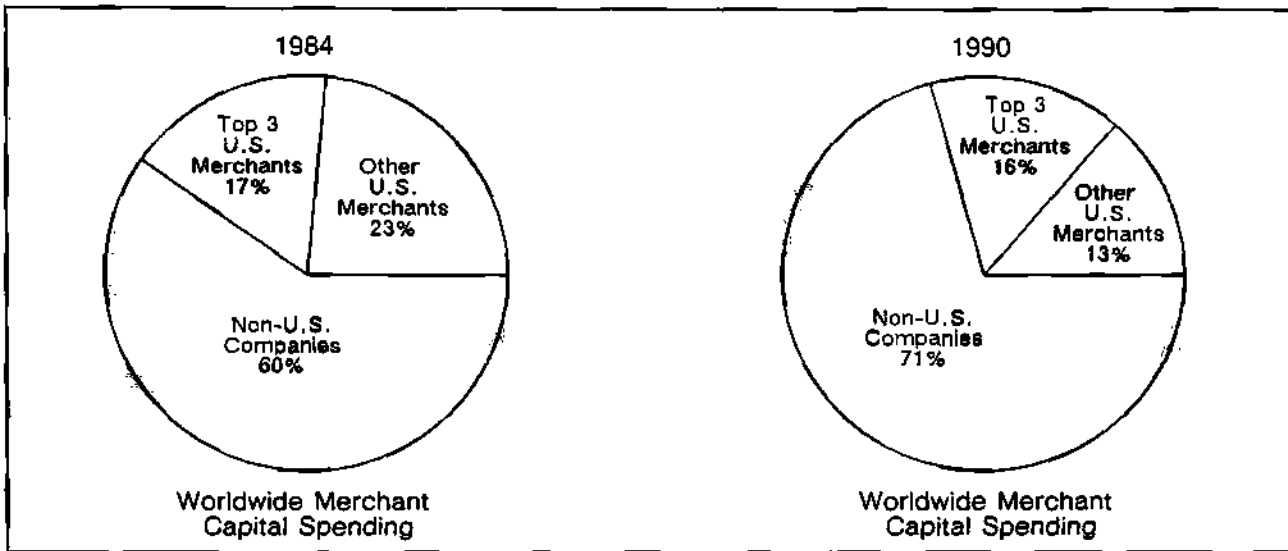 1984
Top 3
U.S.
Merchants
17%
Other
U.S.
Merchants
23%
Non-U.S.
Companies
60%
Worldwide Merchant
Capital Spending
1990
Top 3
U.S.
Merchants
16%
Other
U.S.
Merchants
13%
Non-U.S.
Companies
71%
Worldwide Merchant
Capital Spending